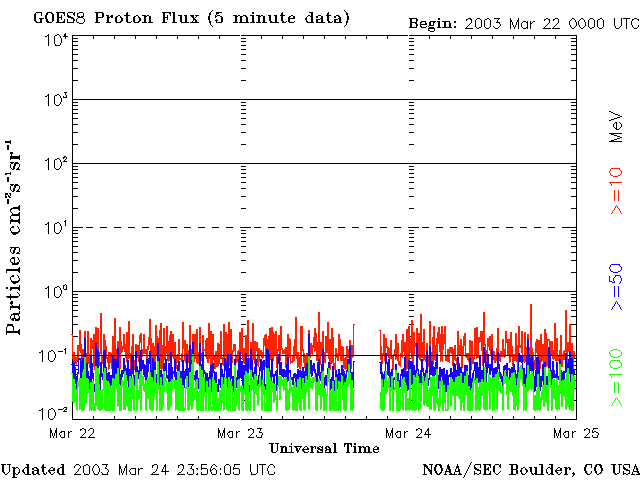 GOES8 Proton Flux (5 minute data)
Begin: 2003 Mar 22 0000 UTC
Particles cm⁻²s⁻¹sr⁻¹
10⁴
10³
10²
10¹
10⁰
10⁻¹
10⁻²
MeV
>=10
>=50
>=100
Mar 22 Mar 23 Mar 24 Mar 25
Universal Time
Updated 2003 Mar 24 23:56:05 UTC
NOAA/SEC Boulder, CO USA